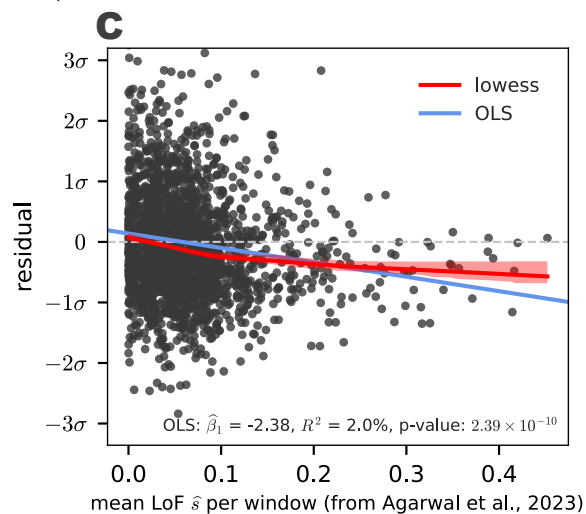 C
3σ
2σ
1σ
0
−1σ
−2σ
−3σ
residual
lowess
OLS
OLS: β̂₁ = -2.38, R² = 2.0%, p-value: 2.39 × 10⁻¹⁰
0.0 0.1 0.2 0.3 0.4
mean LoF ŝ per window (from Agarwal et al., 2023)